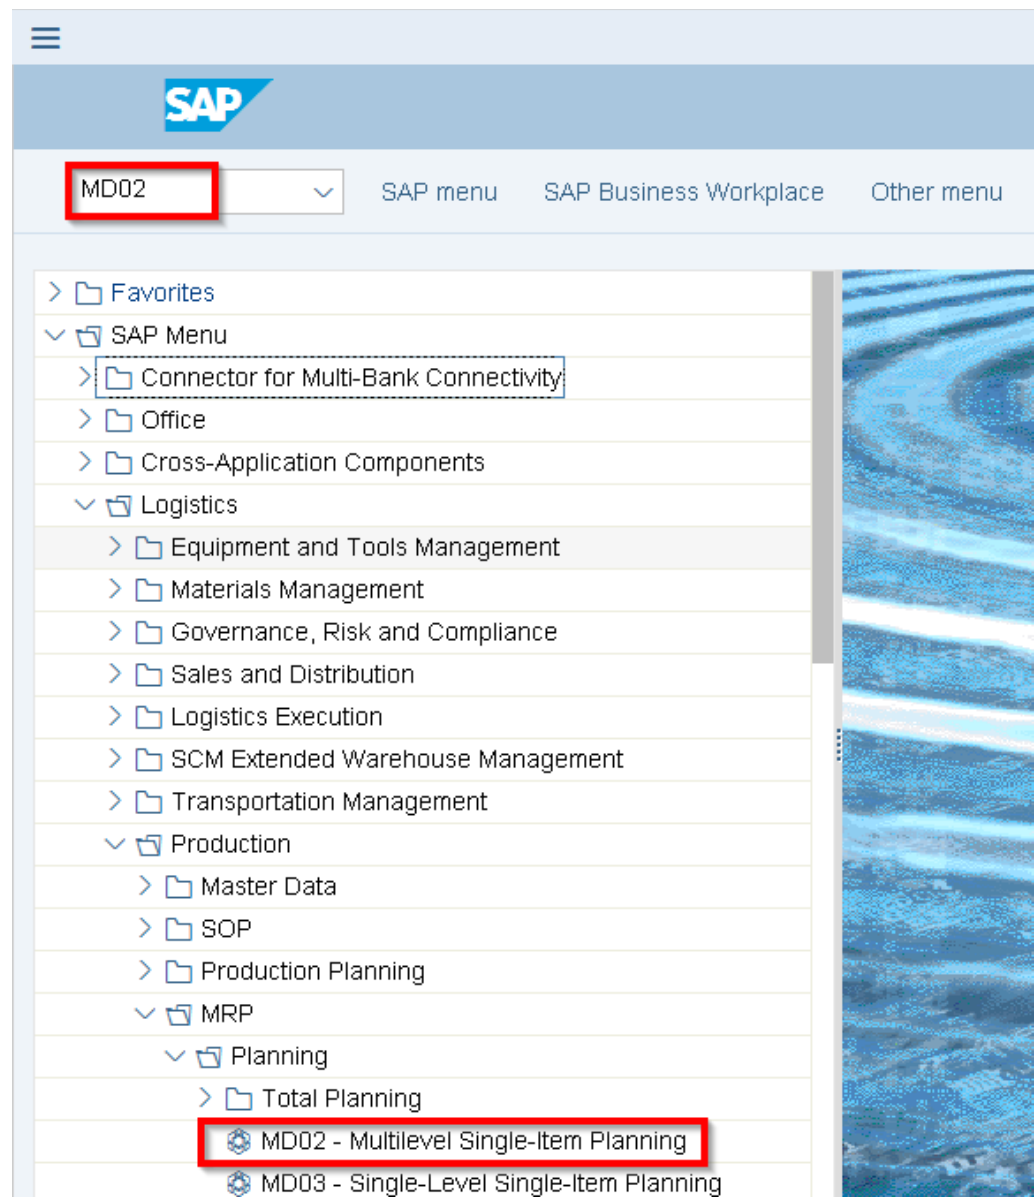 SAP
MD02 SAP menu SAP Business Workplace Other menu
Favorites
SAP Menu
Connector for Multi-Bank Connectivity
Office
Cross-Application Components
Logistics
Equipment and Tools Management
Materials Management
Governance, Risk and Compliance
Sales and Distribution
Logistics Execution
SCM Extended Warehouse Management
Transportation Management
Production
Master Data
SOP
Production Planning
MRP
Planning
Total Planning
MD02 - Multilevel Single-Item Planning
MD03 - Single-Level Single-Item Planning